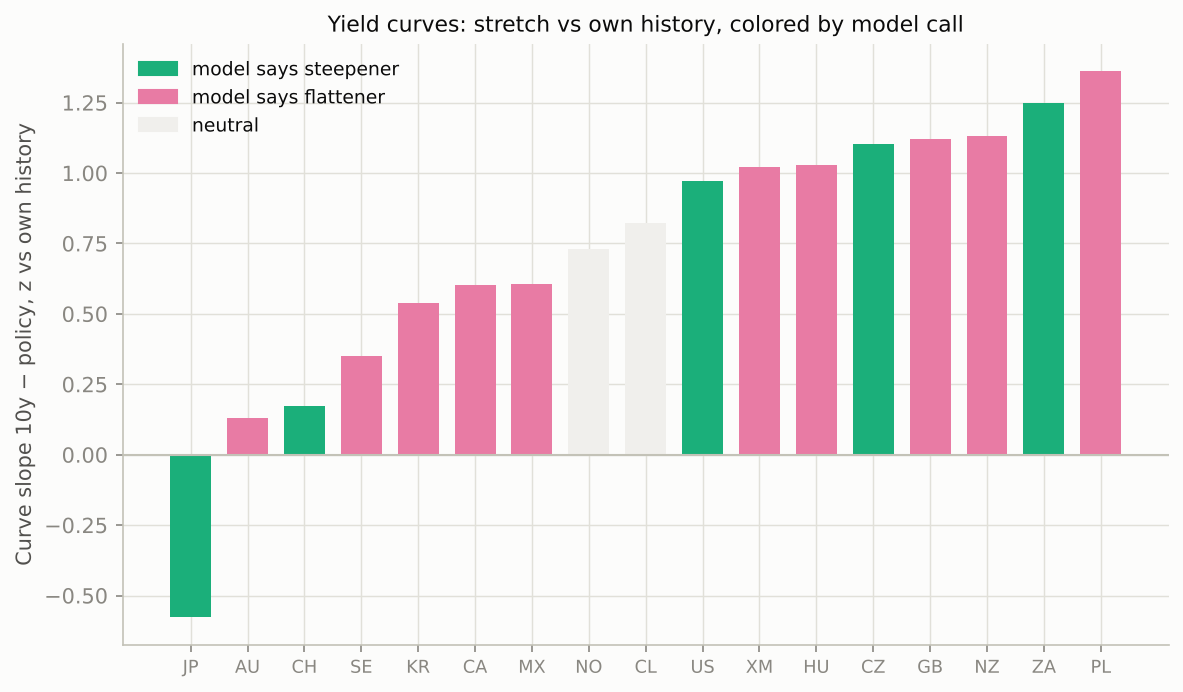 Yield curves: stretch vs own history, colored by model call
model says steepener
model says flattener
neutral
Curve slope 10y − policy, z vs own history
1.25
1.00
0.75
0.50
0.25
0.00
−0.25
−0.50
JP AU CH SE KR CA MX NO CL US XM HU CZ GB NZ ZA PL